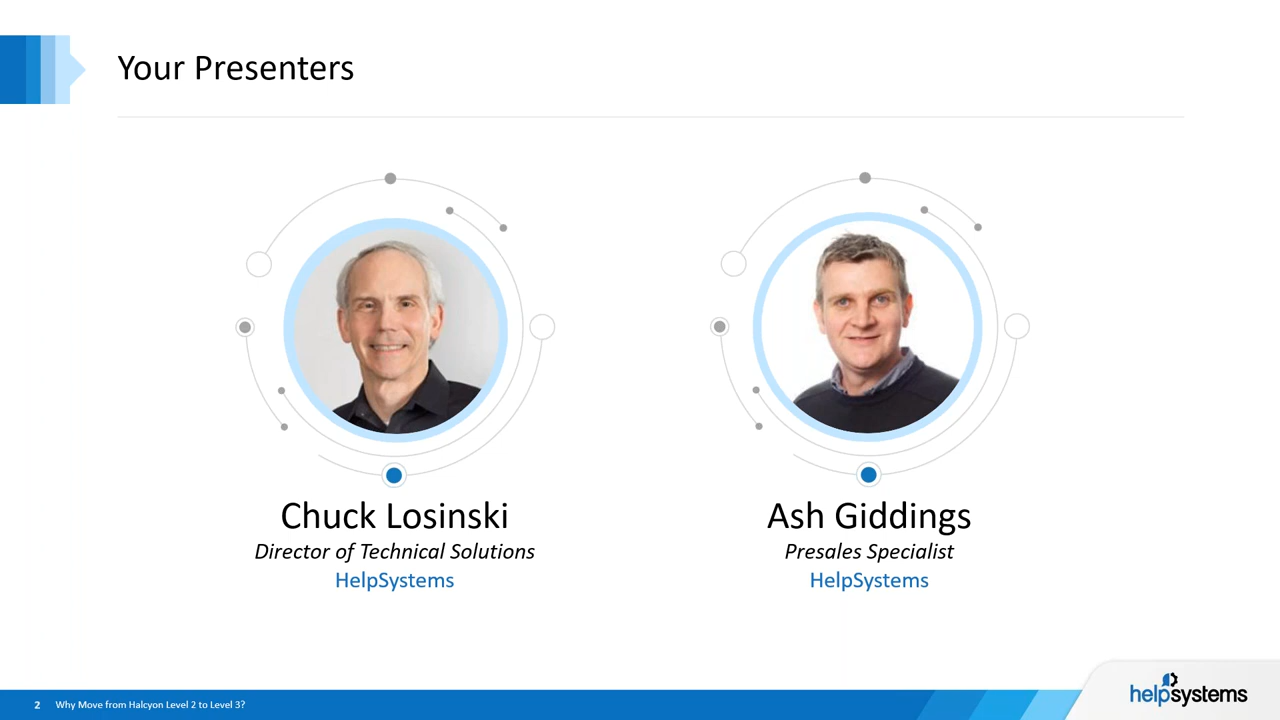 Your Presenters
Chuck Losinski
Director of Technical Solutions
HelpSystems
Ash Giddings
Presales Specialist
HelpSystems
2 Why Move from Halcyon Level 2 to Level 3?
helpsystems